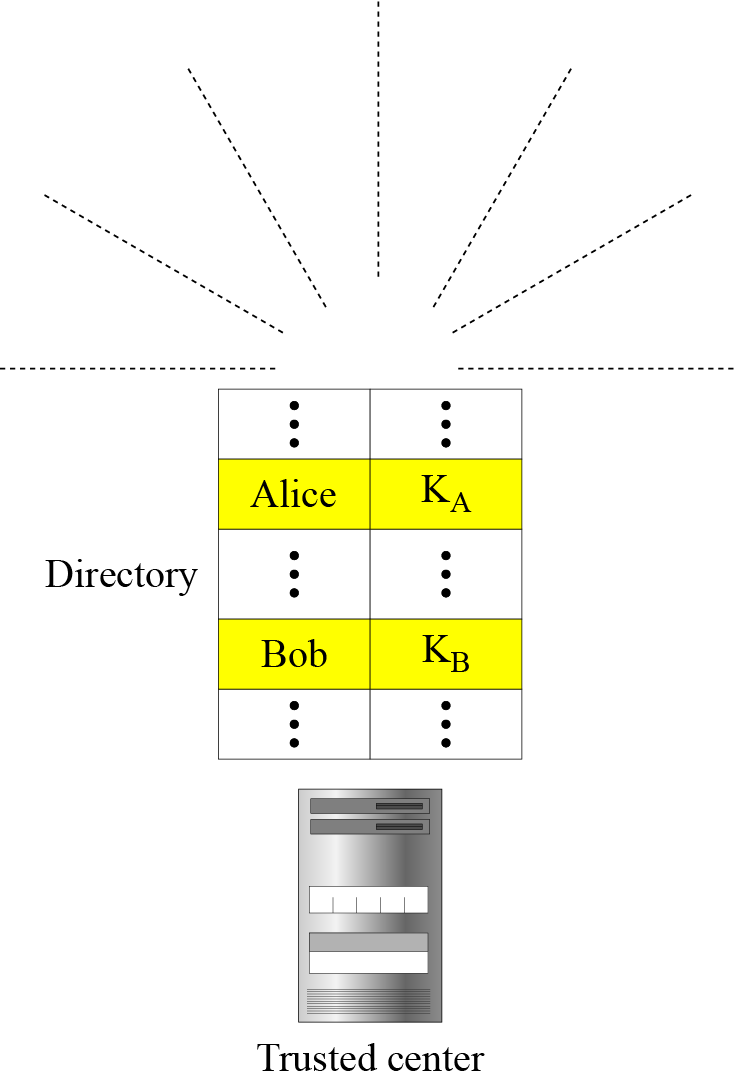 Alice K_A
Directory
Bob K_B
Trusted center